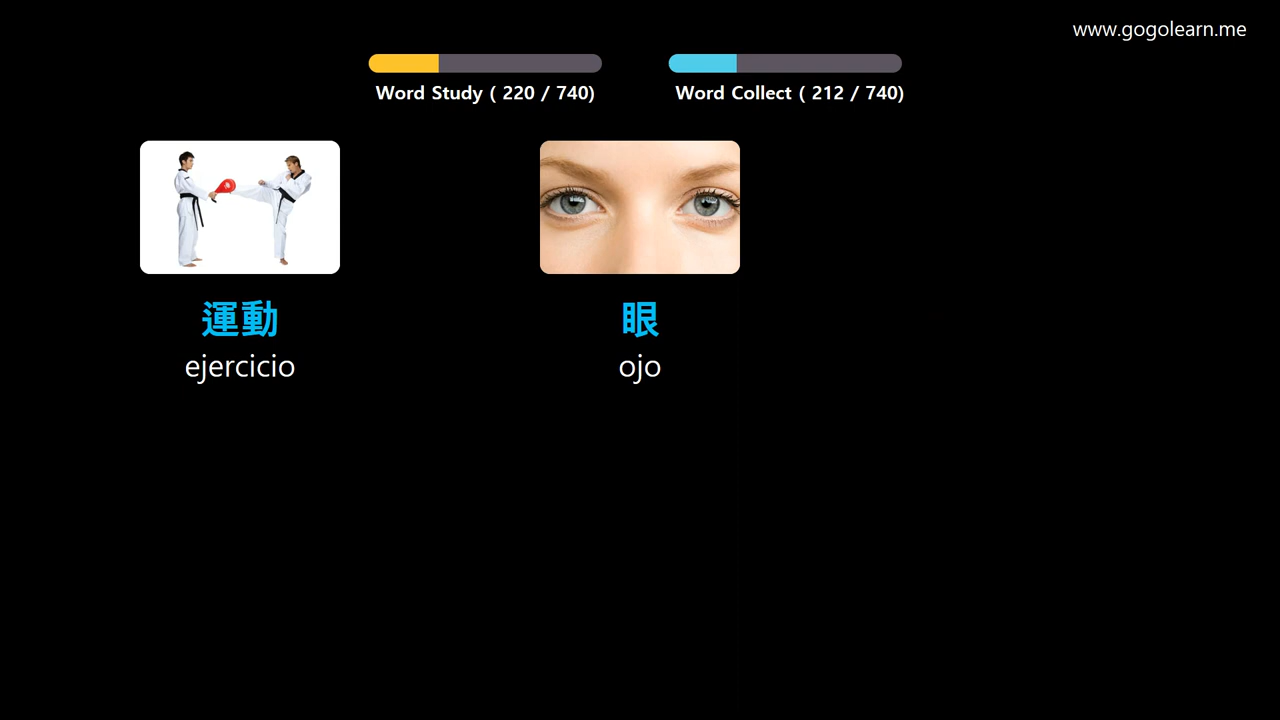 www.gogolearn.me
Word Study ( 220 / 740)
Word Collect ( 212 / 740)
運動
ejercicio
眼
ojo